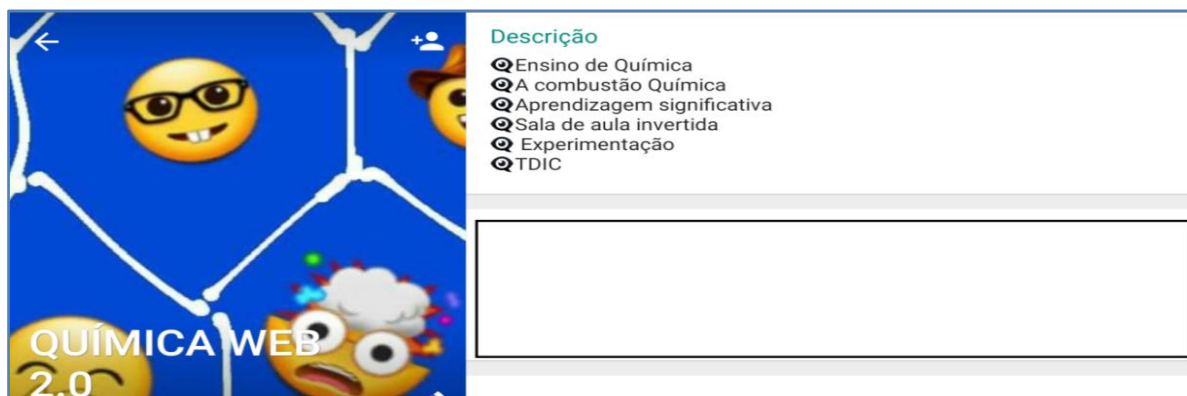 QUÍMICA WEB
2.0
Descrição
Ensino de Química
A combustão Química
Aprendizagem significativa
Sala de aula invertida
Experimentação
TDIC